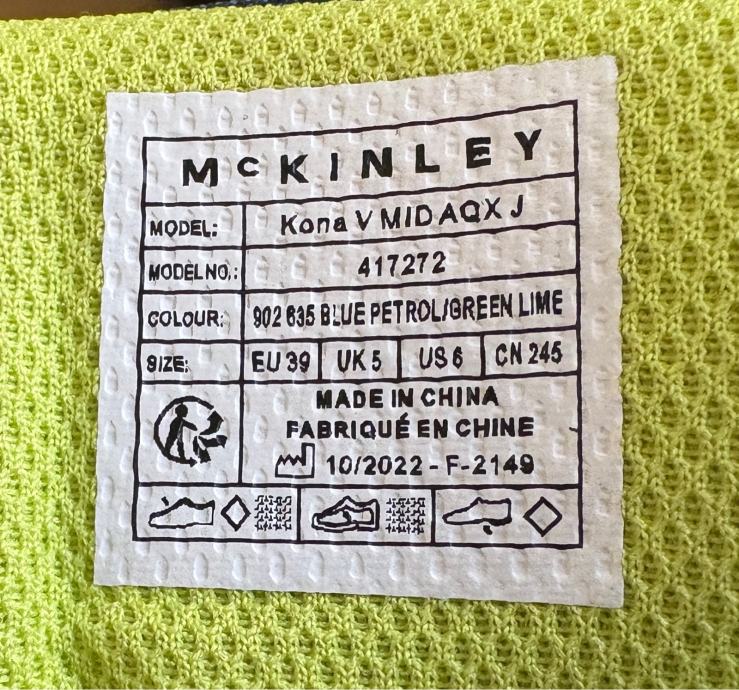 McKINLEY
MODEL: Kona V MID AQX J
MODEL NO.: 417272
COLOUR: 902 635 BLUE PETROL/GREEN LIME
SIZE: EU 39 UK 5 US 6 CN 245
MADE IN CHINA
FABRIQUÉ EN CHINE
10/2022 - F-2149